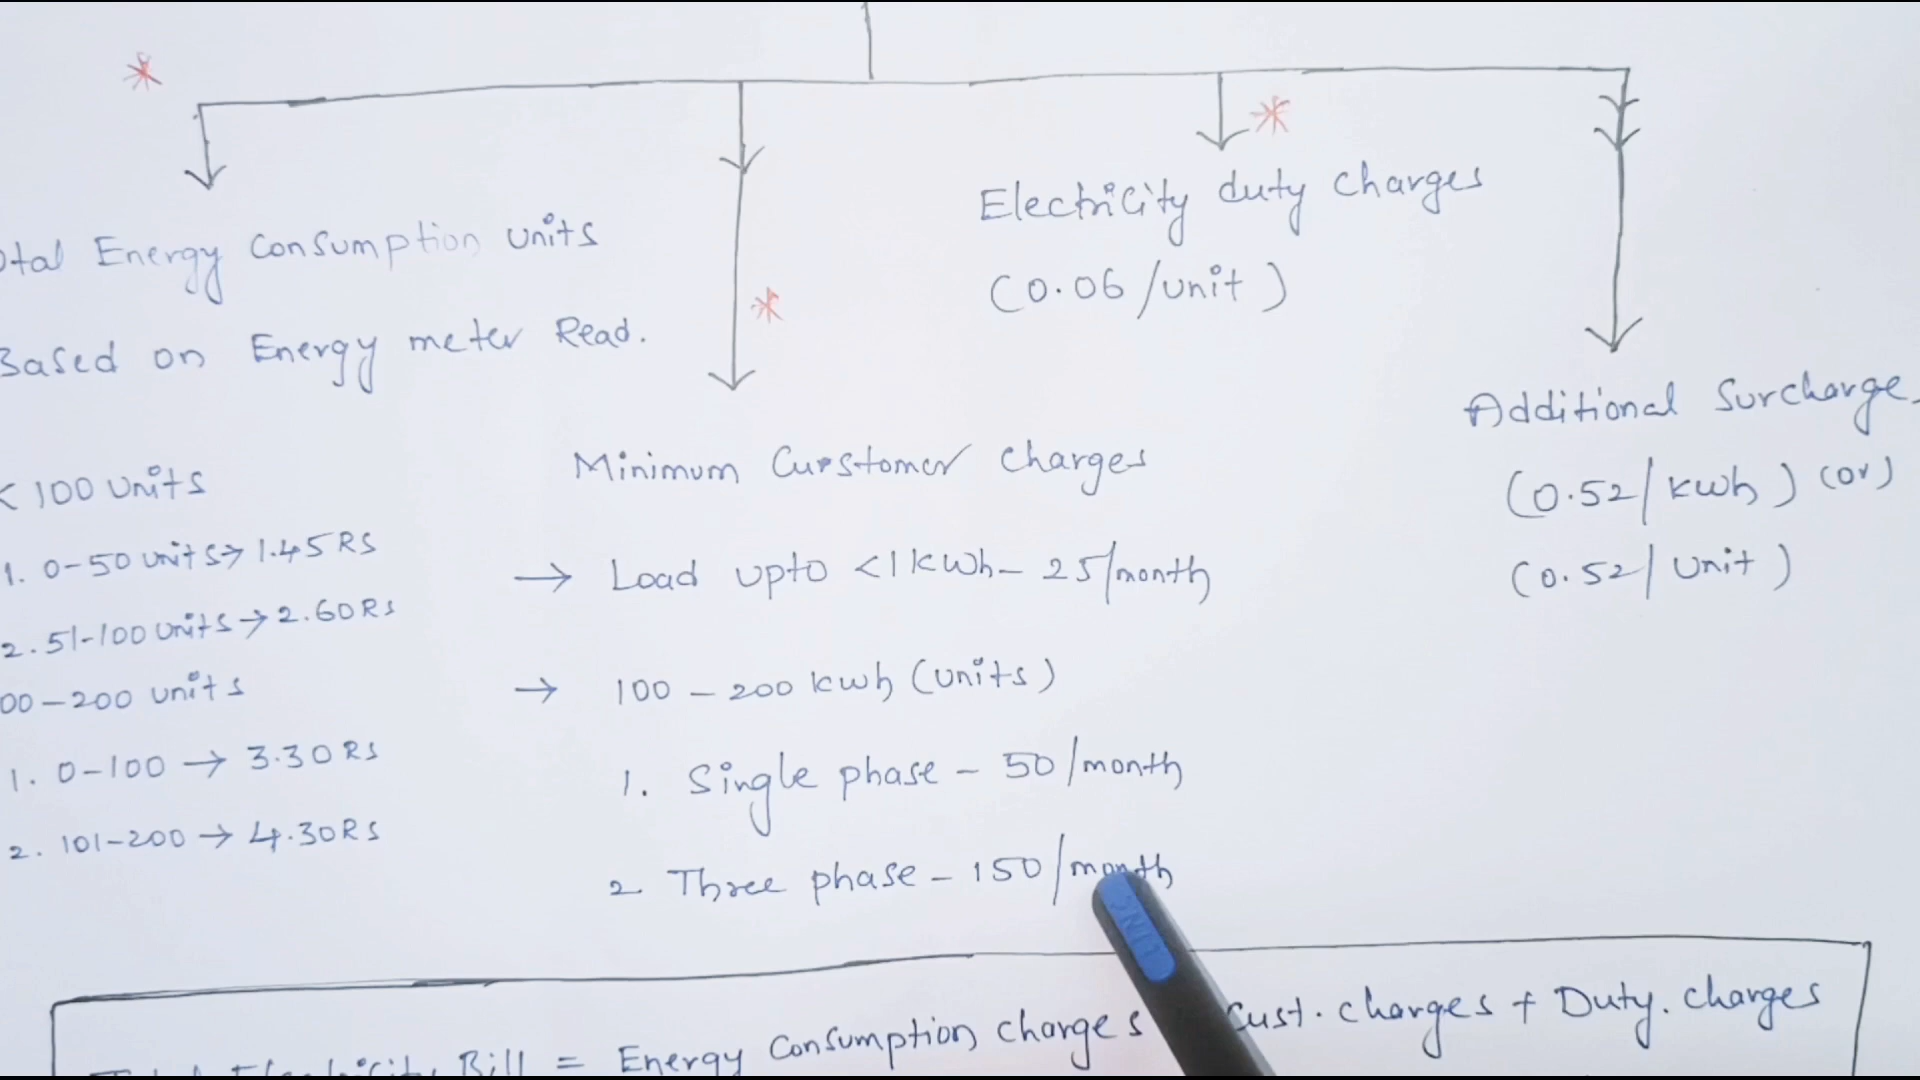 Energy Consumption units
Based on Energy meter Read.
< 100 units
1. 0-50 units → 1.45 RS
2. 51-100 units → 2.60 RS
00-200 units
1. 0-100 → 3.30 RS
2. 101-200 → 4.30 RS
Minimum Curstomer charges
→ Load upto <1 kwh - 25/month
→ 100 - 200 kwh (units)
1. Single phase - 50/month
2 Three phase - 150/month
Electricity duty charges
(0.06/unit)
Additional Surcharge
(0.52/kwh) (or)
(0.52/unit)
Bill = Energy Consumption charges Cust. charges + Duty. charges